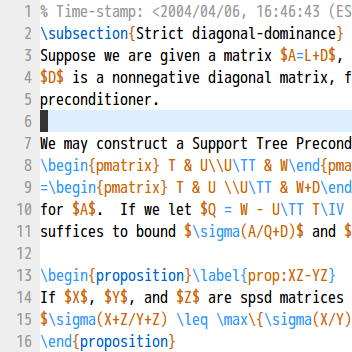 1 % Time-stamp: <2004/04/06, 16:46:43 (ES
2 \subsection{Strict diagonal-dominance}
3 Suppose we are given a matrix $A=L+D$,
4 $D$ is a nonnegative diagonal matrix, f
5 preconditioner.
6
7 We may construct a Support Tree Precond
8 \begin{pmatrix} T & U\\U\TT & W\end{pma
9 =\begin{pmatrix} T & U \\U\TT & W+D\end
10 for $A$.  If we let $Q = W - U\TT T\IV
11 suffices to bound $\sigma(A/Q+D)$ and $
12
13 \begin{proposition}\label{prop:XZ-YZ}
14 If $X$, $Y$, and $Z$ are spsd matrices
15 $\sigma(X+Z/Y+Z) \leq \max\{\sigma(X/Y)
16 \end{proposition}